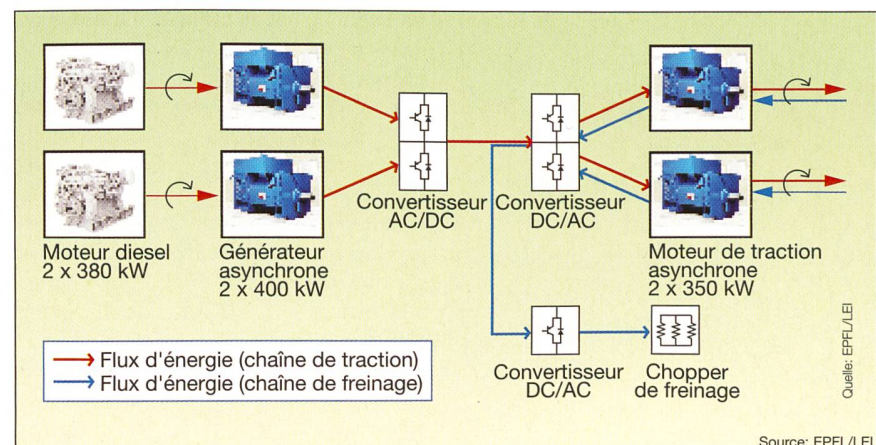 Convertisseur
AC/DC
Convertisseur
DC/AC
Moteur diesel
2 x 380 kW
Générateur
asynchrone
2 x 400 kW
Moteur de traction
asynchrone
2 x 350 kW
Flux d'énergie (chaîne de traction)
Flux d'énergie (chaîne de freinage)
Convertisseur
DC/AC
Chopper
de freinage
Quelle: EPFL/LEI
Source: EPFL/LEI